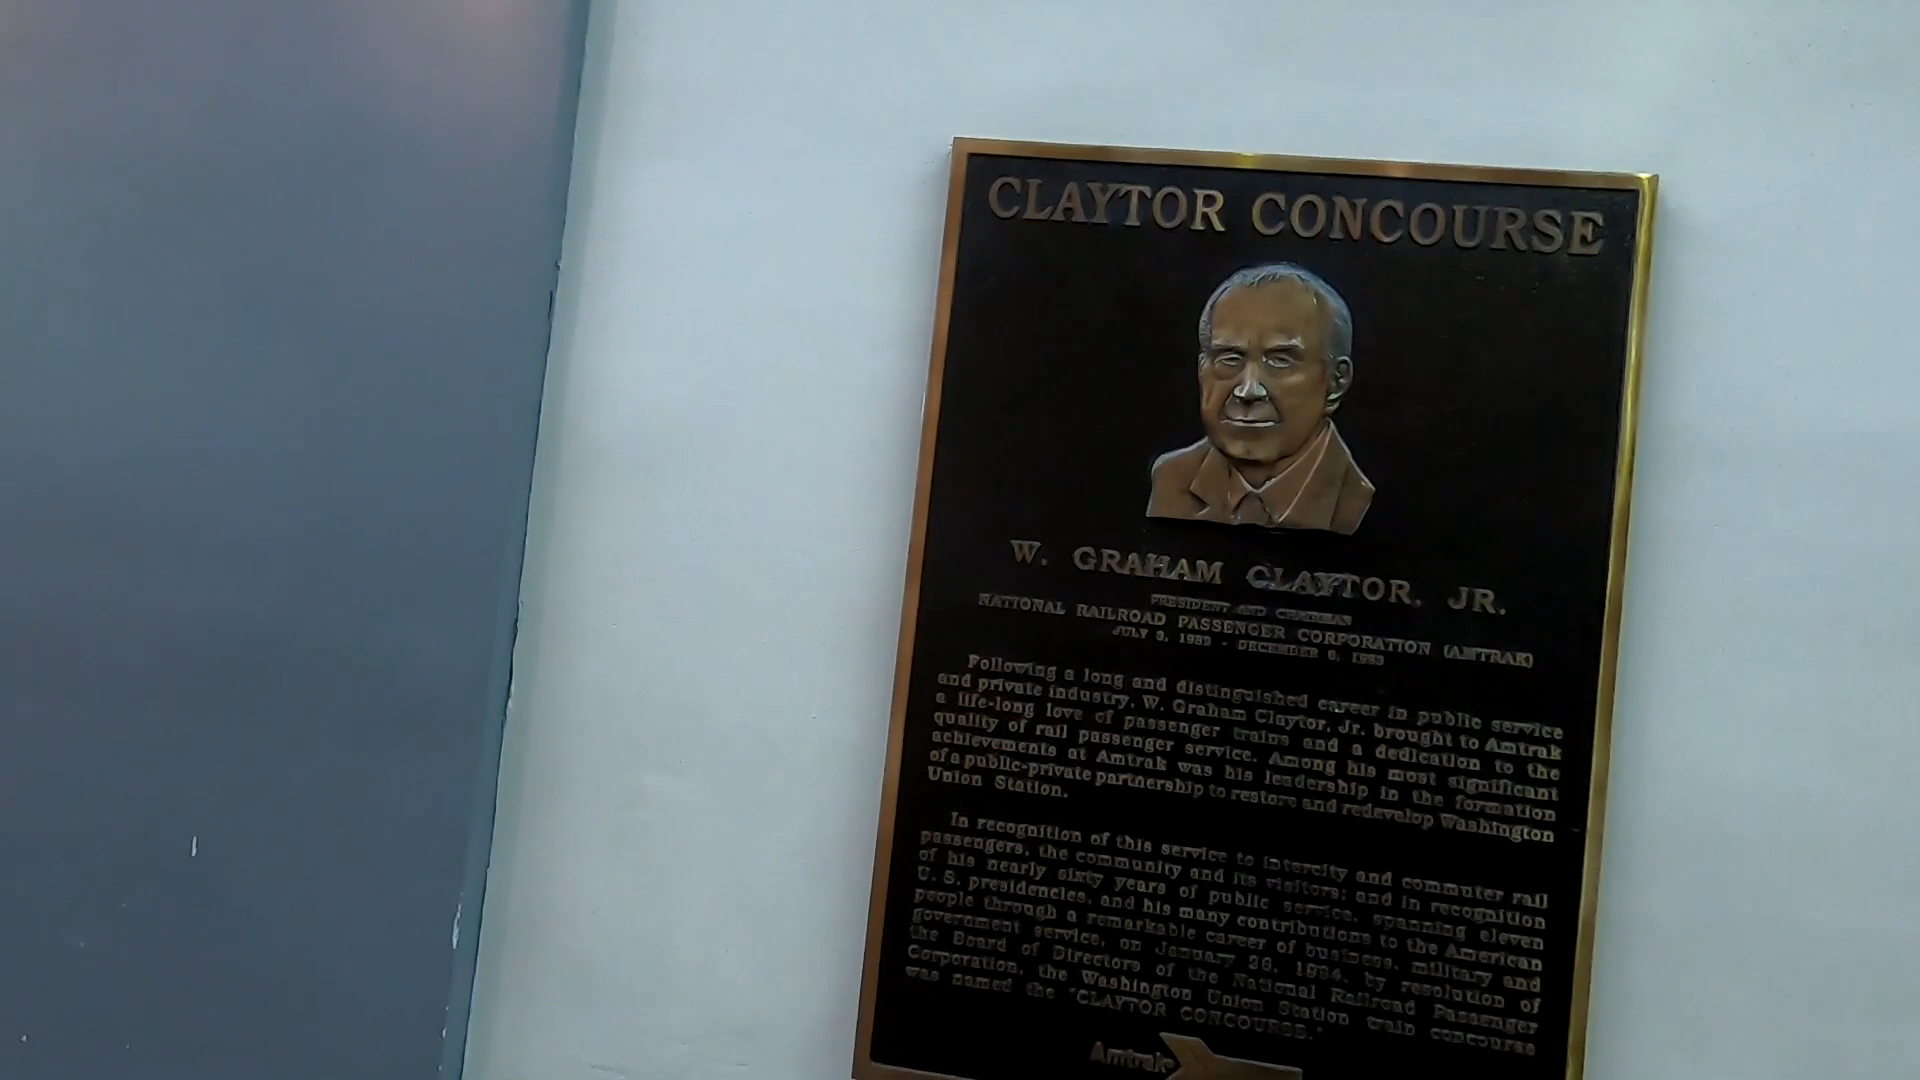 CLAYTOR CONCOURSE
W. GRAHAM CLAYTOR, JR.
PRESIDENT AND CHAIRMAN
NATIONAL RAILROAD PASSENGER CORPORATION (AMTRAK)
JULY 3, 1982 - DECEMBER 6, 1993
Following a long and distinguished career in public service
and private industry, W. Graham Claytor, Jr. brought to Amtrak
a life-long love of passenger trains and a dedication to the
quality of rail passenger service. Among his most significant
achievements at Amtrak was his leadership in the formation
of a public-private partnership to restore and redevelop Washington
Union Station.
In recognition of this service to intercity and commuter rail
passengers, the community and its visitors; and in recognition
of his nearly sixty years of public service, spanning eleven
U. S. presidencies, and his many contributions to the American
people through a remarkable career of business, military and
government service, on January 26, 1994, by resolution of
the Board of Directors of the National Railroad Passenger
Corporation, the Washington Union Station train concourse
was named the "CLAYTOR CONCOURSE."
Amtrak